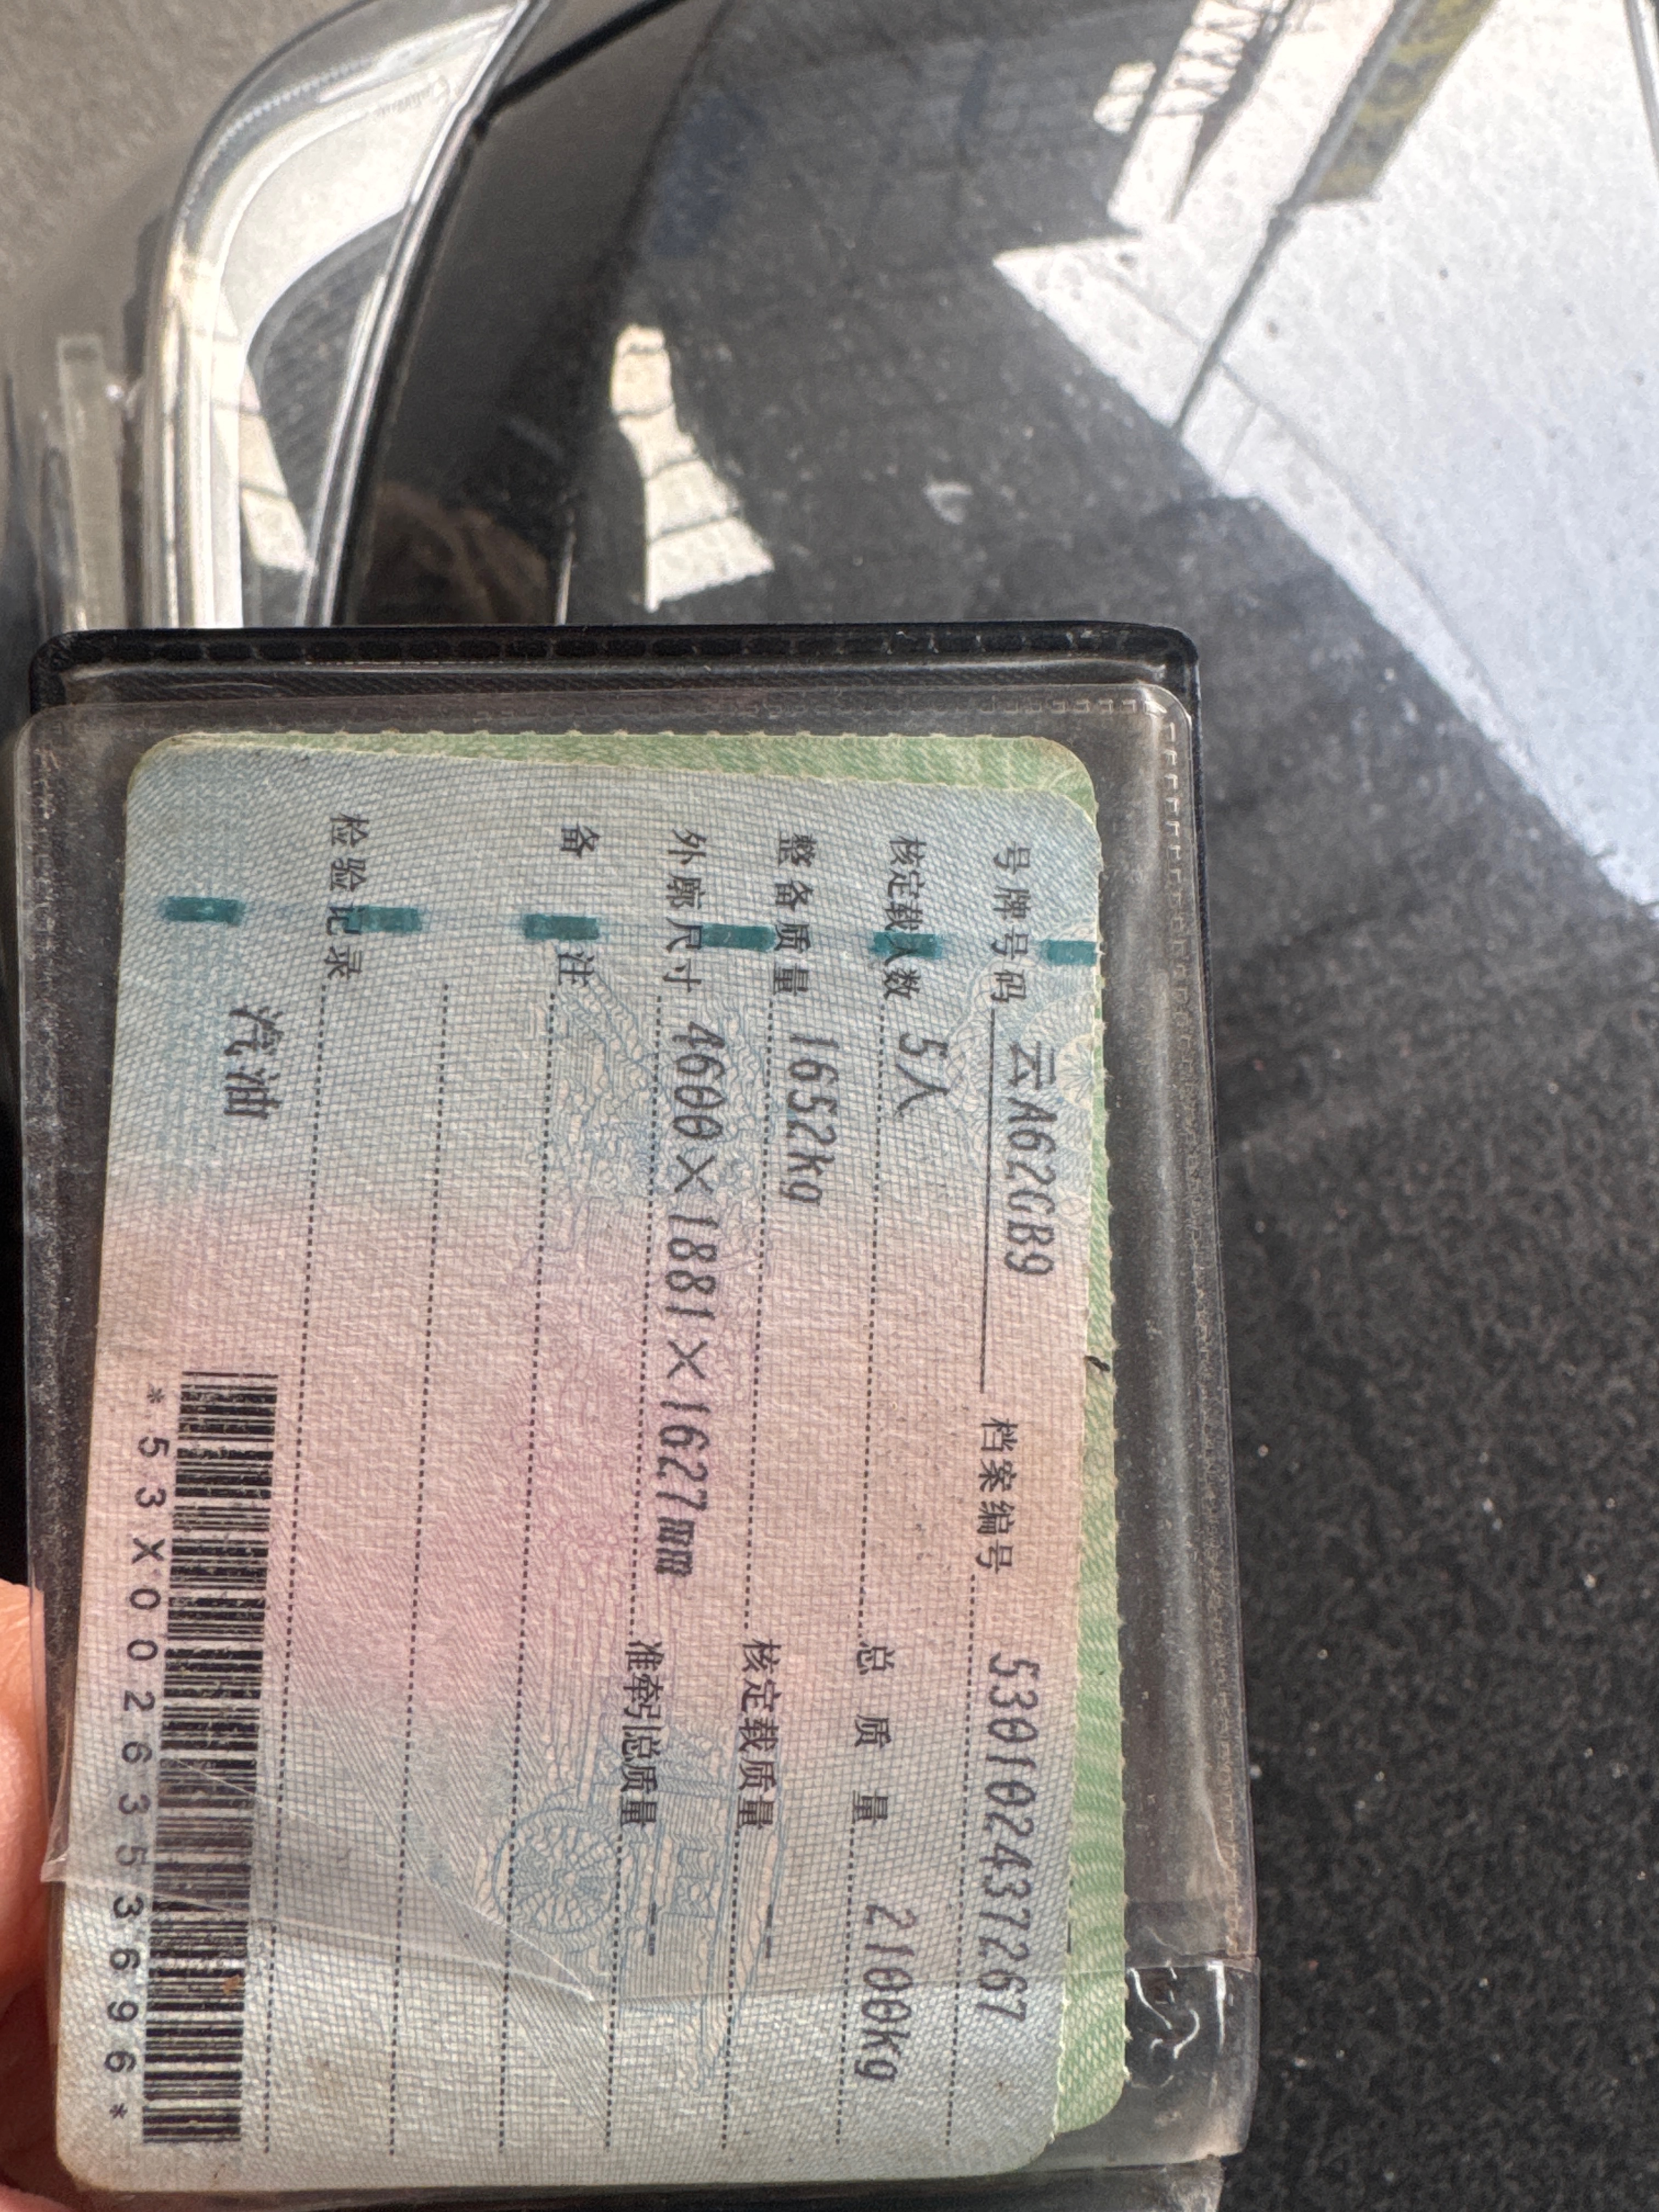 号牌号码 云A62GB9 档案编号 530102437267
核定载人数 5人 总质量 2100kg
整备质量 1652kg 核定载质量 --
外廓尺寸 4600×1881×1627mm 准牵引总质量 --
备注
检验记录
汽油 *53X0026353696*